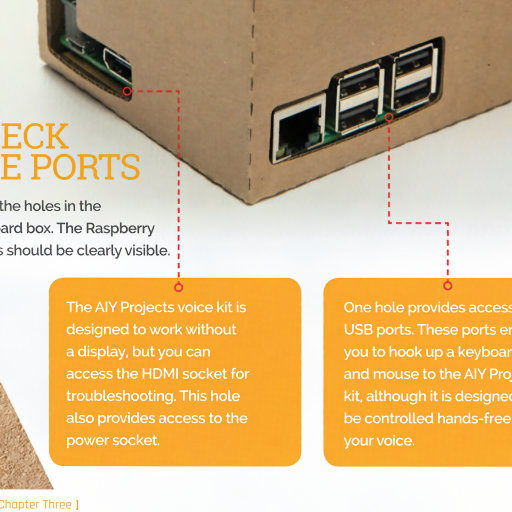 ECK
E PORTS
the holes in the
ard box. The Raspberry
s should be clearly visible.
The AIY Projects voice kit is
designed to work without
a display, but you can
access the HDMI socket for
troubleshooting. This hole
also provides access to the
power socket.
One hole provides access
USB ports. These ports en
you to hook up a keyboar
and mouse to the AIY Proj
kit, although it is designed
be controlled hands-free
your voice.
Chapter Three ]